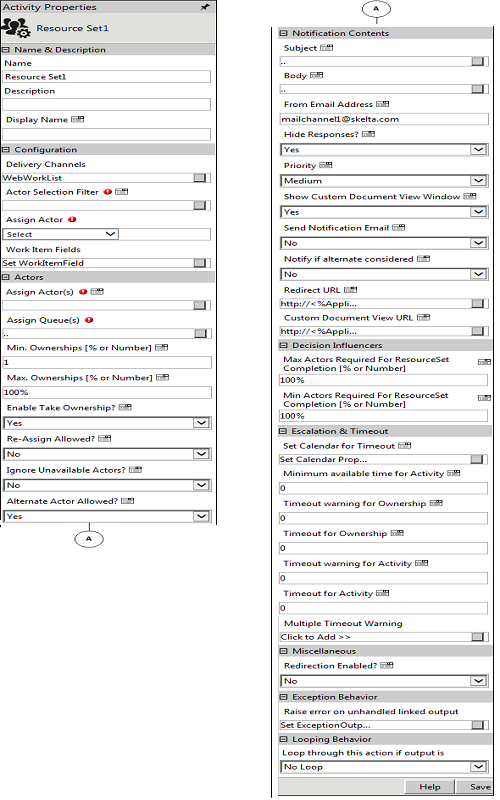 Activity Properties
Resource Set1
Name & Description
Name
Resource Set1
Description
Display Name
Configuration
Delivery Channels
WebWorkList
Actor Selection Filter
Assign Actor
Select
Work Item Fields
Set WorkItemField
Actors
Assign Actor(s)
Assign Queue(s)
..
Min. Ownerships [% or Number]
1
Max. Ownerships [% or Number]
100%
Enable Take Ownership?
Yes
Re-Assign Allowed?
No
Ignore Unavailable Actors?
No
Alternate Actor Allowed?
Yes
A
A
Notification Contents
Subject
..
Body
..
From Email Address
mailchannel1@skelta.com
Hide Responses?
Yes
Priority
Medium
Show Custom Document View Window
Yes
Send Notification Email
No
Notify if alternate considered
No
Redirect URL
http://<%Appli...
Custom Document View URL
http://<%Appli...
Decision Influencers
Max Actors Required For ResourceSet
Completion [% or Number]
100%
Min Actors Required For ResourceSet
Completion [% or Number]
100%
Escalation & Timeout
Set Calendar for Timeout
Set Calendar Prop...
Minimum available time for Activity
0
Timeout warning for Ownership
0
Timeout for Ownership
0
Timeout warning for Activity
0
Timeout for Activity
0
Multiple Timeout Warning
Click to Add >>
Miscellaneous
Redirection Enabled?
No
Exception Behavior
Raise error on unhandled linked output
Set ExceptionOutp...
Looping Behavior
Loop through this action if output is
No Loop
Help Save